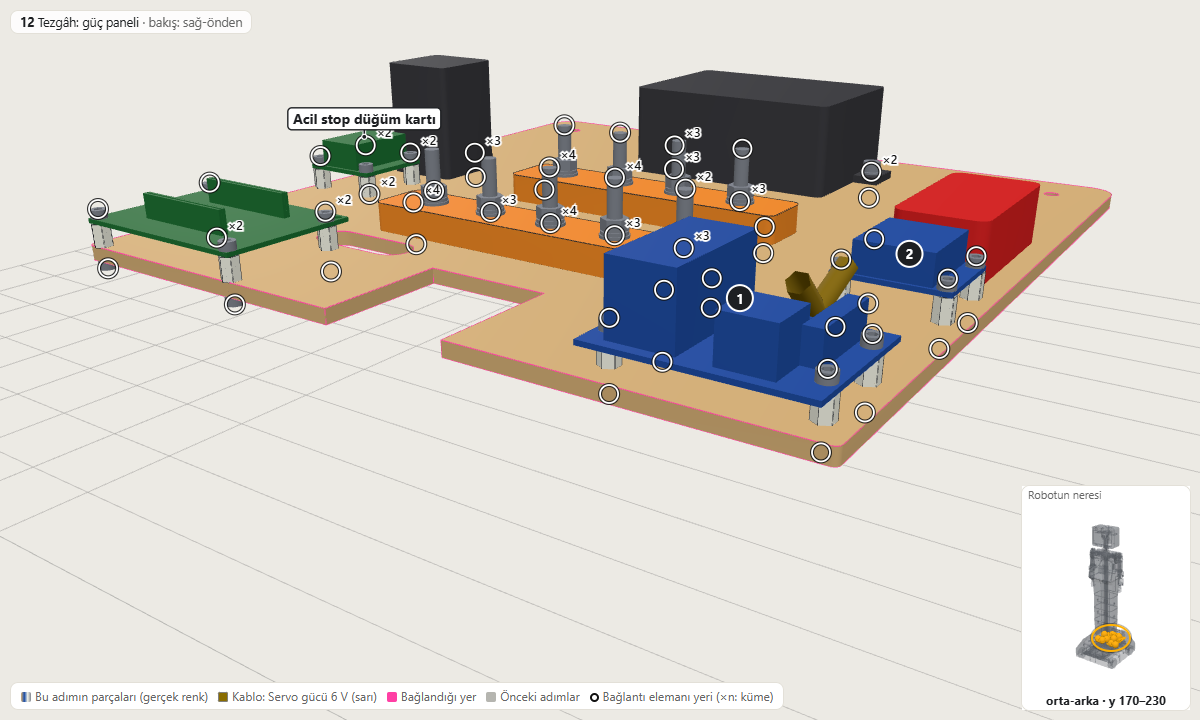 12 Tezgâh: güç paneli · bakış: sağ-önden
Acil stop düğüm kartı
×2
×2
×3
×3
×2
×4
×3
×2
×4
×2
×4
×3
×3
×2
×4
×3
×2
×3
1
2
Robotun neresi
orta-arka · y 170–230
Bu adımın parçaları (gerçek renk)
Kablo: Servo gücü 6 V (sarı)
Bağlandığı yer
Önceki adımlar
Bağlantı elemanı yeri (×n: küme)